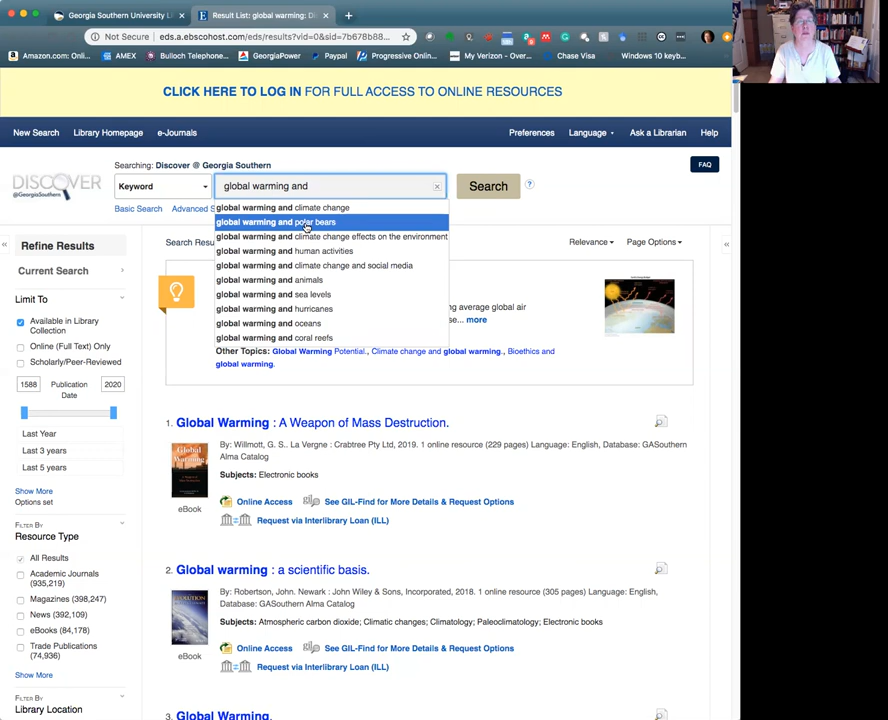 Georgia Southern University Li
Result List: global warming: Di
Not Secure | eds.a.ebscohost.com/eds/results?vid=0&sid=7b678b88...
Amazon.com: Onli...
AMEX
Bulloch Telephone...
GeorgiaPower
Paypal
Progressive Onlin...
My Verizon - Over...
Chase Visa
Windows 10 keyb...
CLICK HERE TO LOG IN FOR FULL ACCESS TO ONLINE RESOURCES
New Search
Library Homepage
e-Journals
Preferences
Language
Ask a Librarian
Help
Searching: Discover @ Georgia Southern
FAQ
DISCOVER
@GeorgiaSouthern
Keyword
global warming and
Search
Basic Search
Advanced S
global warming and climate change
global warming and polar bears
global warming and climate change effects on the environment
global warming and human activities
global warming and climate change and social media
global warming and animals
global warming and sea levels
global warming and hurricanes
global warming and oceans
global warming and coral reefs
Refine Results
Current Search
Limit To
Available in Library
Collection
Online (Full Text) Only
Scholarly/Peer-Reviewed
1588
Publication
Date
2020
Last Year
Last 3 years
Last 5 years
Show More
Options set
Filter By
Resource Type
All Results
Academic Journals
(935,219)
Magazines (398,247)
News (392,109)
eBooks (84,178)
Trade Publications
(74,936)
Show More
Filter By
Library Location
Search Resu
Relevance
Page Options
ng average global air
se... more
Other Topics: Global Warming Potential., Climate change and global warming., Bioethics and
global warming.
1. Global Warming : A Weapon of Mass Destruction.
By: Willmott, G. S.. La Vergne : Crabtree Pty Ltd, 2019. 1 online resource (229 pages) Language: English, Database: GASouthern
Alma Catalog
Subjects: Electronic books
Global
Warming
eBook
Online Access
See GIL-Find for More Details & Request Options
Request via Interlibrary Loan (ILL)
2. Global warming : a scientific basis.
By: Robertson, John. Newark : John Wiley & Sons, Incorporated, 2018. 1 online resource (305 pages) Language: English,
Database: GASouthern Alma Catalog
Subjects: Atmospheric carbon dioxide; Climatic changes; Climatology; Paleoclimatology; Electronic books
eBook
Online Access
See GIL-Find for More Details & Request Options
Request via Interlibrary Loan (ILL)
3. Global Warming.